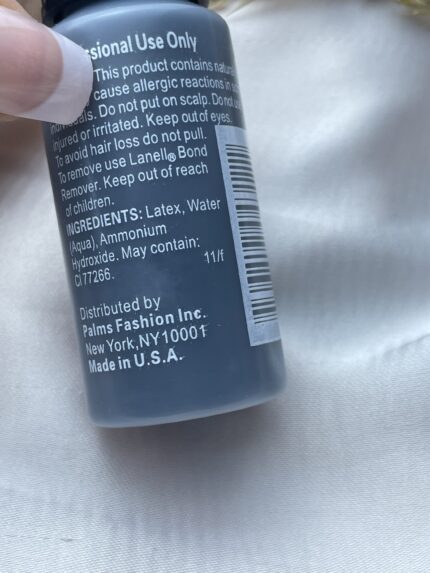 ssional Use Only
This product contains natural
cause allergic reactions in
Do not put on scalp. Do not
injured or irritated. Keep out of eyes.
To avoid hair loss do not pull.
To remove use Lanell® Bond
Remover. Keep out of reach
of children.
INGREDIENTS: Latex, Water
(Aqua), Ammonium
Hydroxide. May contain:
CI 77266.
11/f
Distributed by
Palms Fashion Inc.
New York,NY10001
Made in U.S.A.